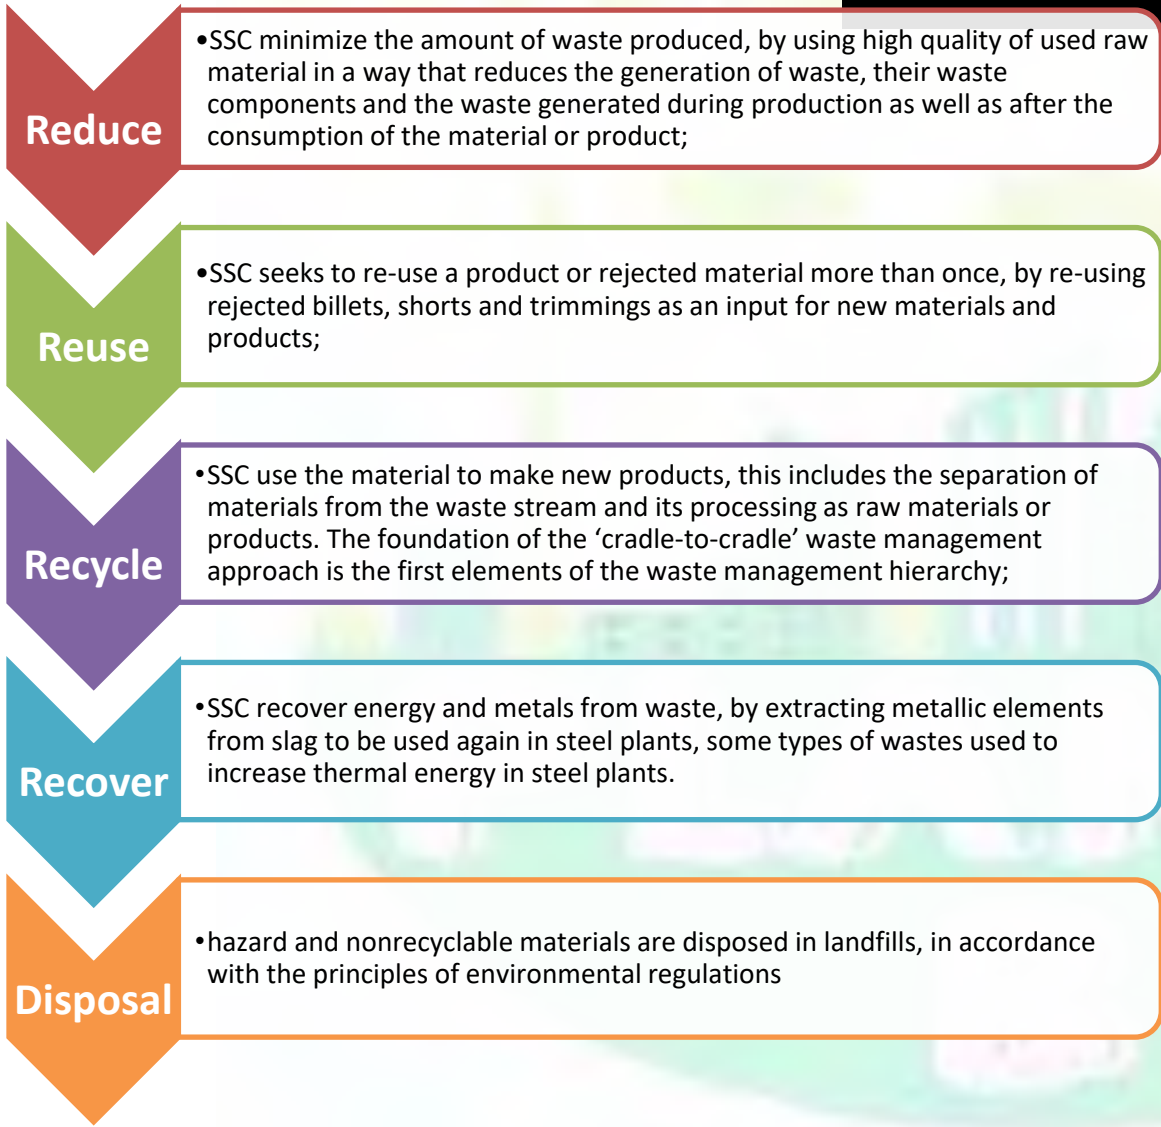 Reduce
•SSC minimize the amount of waste produced, by using high quality of used raw
material in a way that reduces the generation of waste, their waste
components and the waste generated during production as well as after the
consumption of the material or product;
Reuse
•SSC seeks to re-use a product or rejected material more than once, by re-using
rejected billets, shorts and trimmings as an input for new materials and
products;
Recycle
•SSC use the material to make new products, this includes the separation of
materials from the waste stream and its processing as raw materials or
products. The foundation of the ‘cradle-to-cradle’ waste management
approach is the first elements of the waste management hierarchy;
Recover
•SSC recover energy and metals from waste, by extracting metallic elements
from slag to be used again in steel plants, some types of wastes used to
increase thermal energy in steel plants.
Disposal
•hazard and nonrecyclable materials are disposed in landfills, in accordance
with the principles of environmental regulations